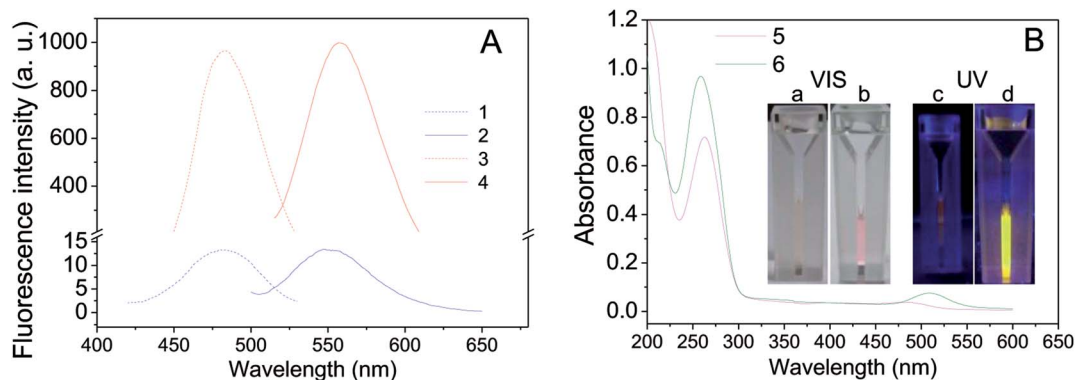 A
Fluorescence intensity (a. u.)
1000
800
600
400
15
10
5
0
400 450 500 550 600 650
Wavelength (nm)
1
2
3
4
B
Absorbance
1.2
1.0
0.8
0.6
0.4
0.2
0.0
200 250 300 350 400 450 500 550 600 650
Wavelength (nm)
5
6
VIS UV
a b c d